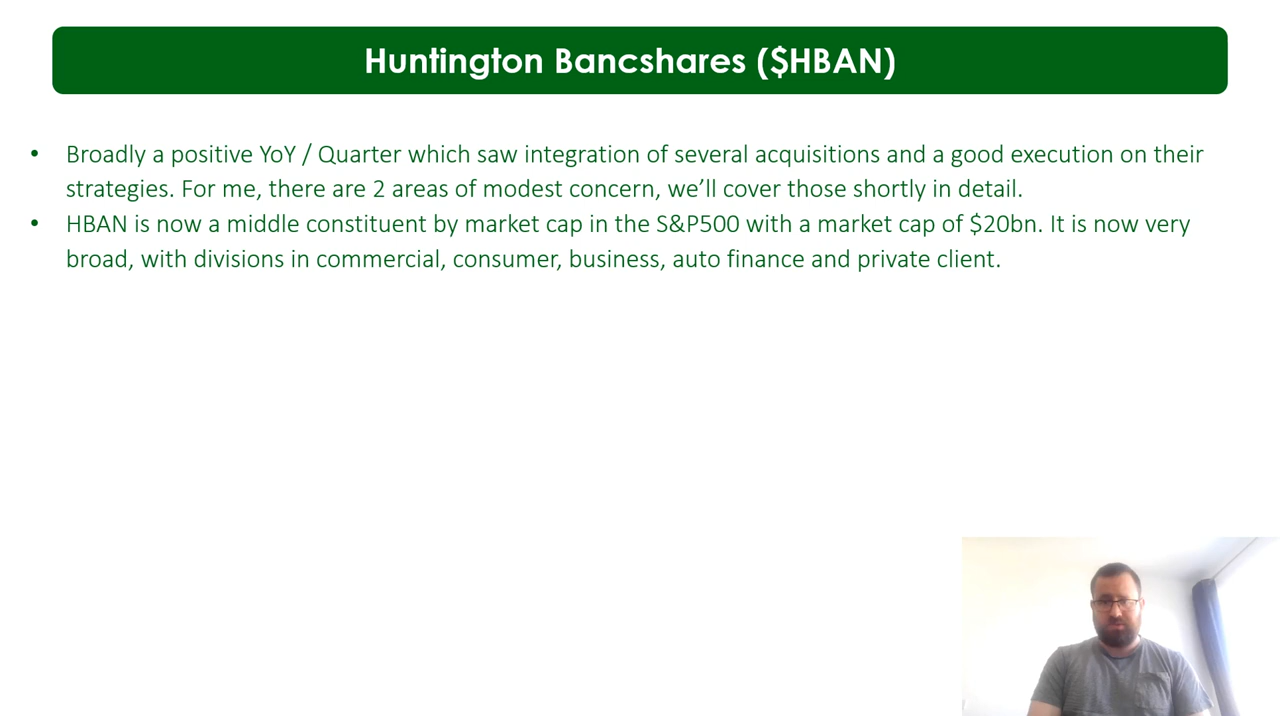 Huntington Bancshares ($HBAN)
• Broadly a positive YoY / Quarter which saw integration of several acquisitions and a good execution on their
strategies. For me, there are 2 areas of modest concern, we’ll cover those shortly in detail.
• HBAN is now a middle constituent by market cap in the S&P500 with a market cap of $20bn. It is now very
broad, with divisions in commercial, consumer, business, auto finance and private client.